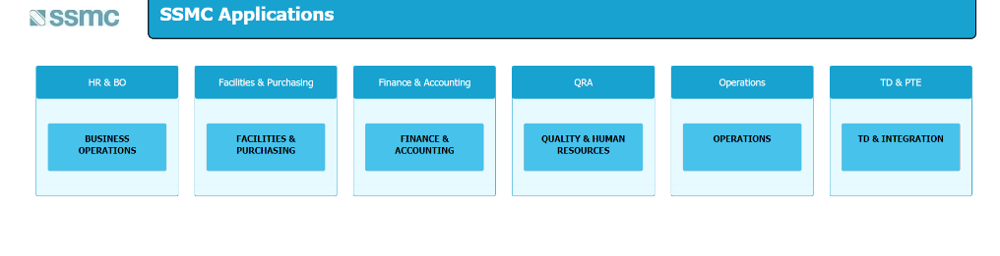 ssmc
SSMC Applications
HR & BO
Facilities & Purchasing
Finance & Accounting
QRA
Operations
TD & PTE
BUSINESS
OPERATIONS
FACILITIES &
PURCHASING
FINANCE &
ACCOUNTING
QUALITY & HUMAN
RESOURCES
OPERATIONS
TD & INTEGRATION